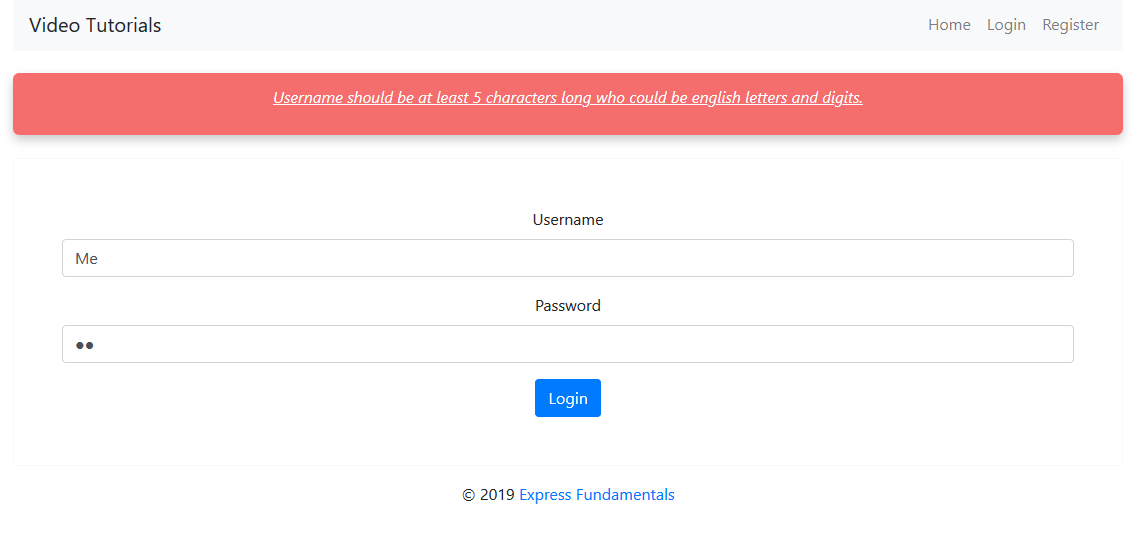 Video Tutorials
Home Login Register
Username should be at least 5 characters long who could be english letters and digits.
Username
Me
Password
●●
Login
© 2019 Express Fundamentals